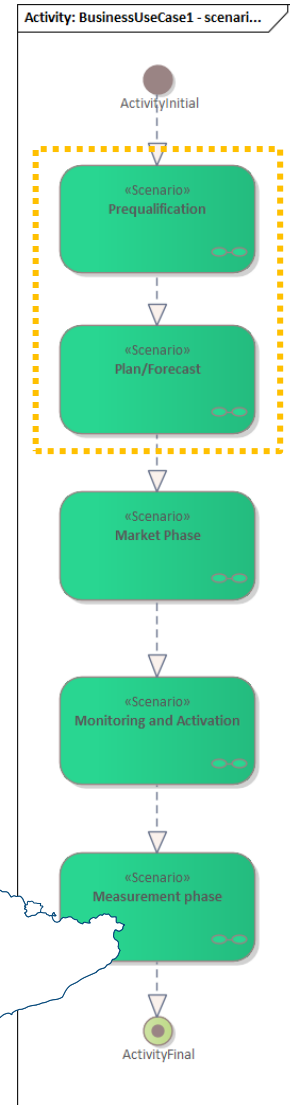 Activity: BusinessUseCase1 - scenari...
ActivityInitial
«Scenario»
Prequalification
«Scenario»
Plan/Forecast
«Scenario»
Market Phase
«Scenario»
Monitoring and Activation
«Scenario»
Measurement phase
ActivityFinal